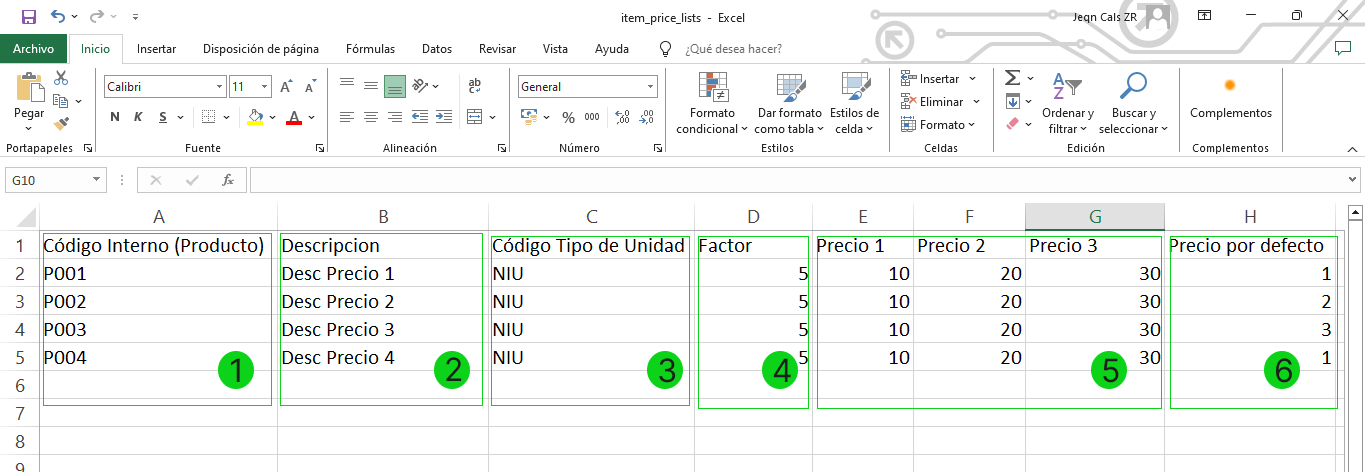 item_price_lists - Excel
Jeqn Cals ZR
Archivo Inicio Insertar Disposición de página Fórmulas Datos Revisar Vista Ayuda ¿Qué desea hacer?
Pegar
Portapapeles
Calibri 11
N K S
A A
Fuente
ab
c
Alineación
General
% 000
Número
Formato condicional
Dar formato como tabla
Estilos de celda
Estilos
Insertar
Eliminar
Formato
Celdas
Ordenar y filtrar
Buscar y seleccionar
Edición
Complementos
Complementos
G10
fx
A B C D E F G H
1 Código Interno (Producto) Descripcion Código Tipo de Unidad Factor Precio 1 Precio 2 Precio 3 Precio por defecto
2 P001 Desc Precio 1 NIU 5 10 20 30 1
3 P002 Desc Precio 2 NIU 5 10 20 30 2
4 P003 Desc Precio 3 NIU 5 10 20 30 3
5 P004 Desc Precio 4 NIU 5 10 20 30 1
1 2 3 4 5 6
6
7
8
9